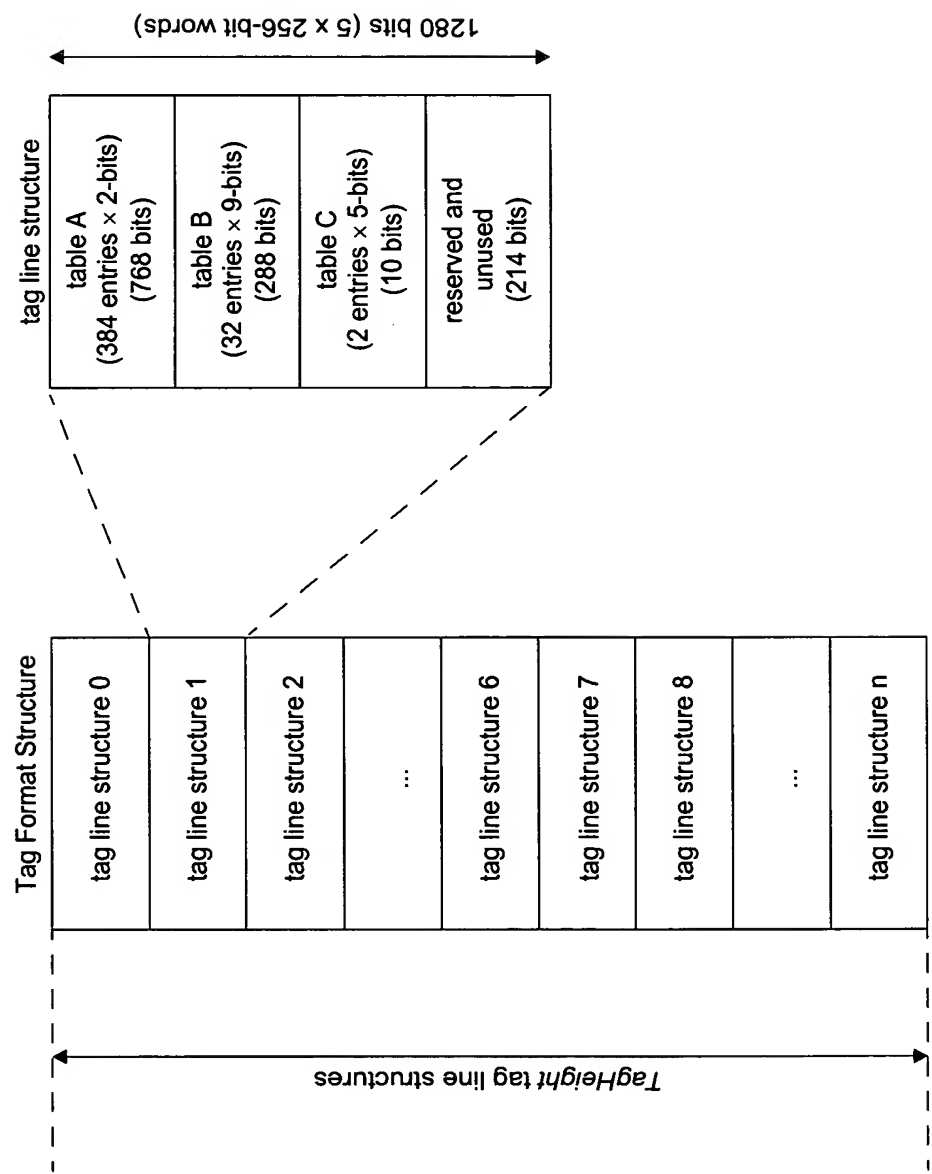 Tag Format Structure
tag line structure 0
tag line structure 1
tag line structure 2
...
tag line structure 6
tag line structure 7
tag line structure 8
...
tag line structure n
TagHeight tag line structures
tag line structure
table A
(384 entries × 2-bits)
(768 bits)
table B
(32 entries × 9-bits)
(288 bits)
table C
(2 entries × 5-bits)
(10 bits)
reserved and
unused
(214 bits)
1280 bits (5 x 256-bit words)